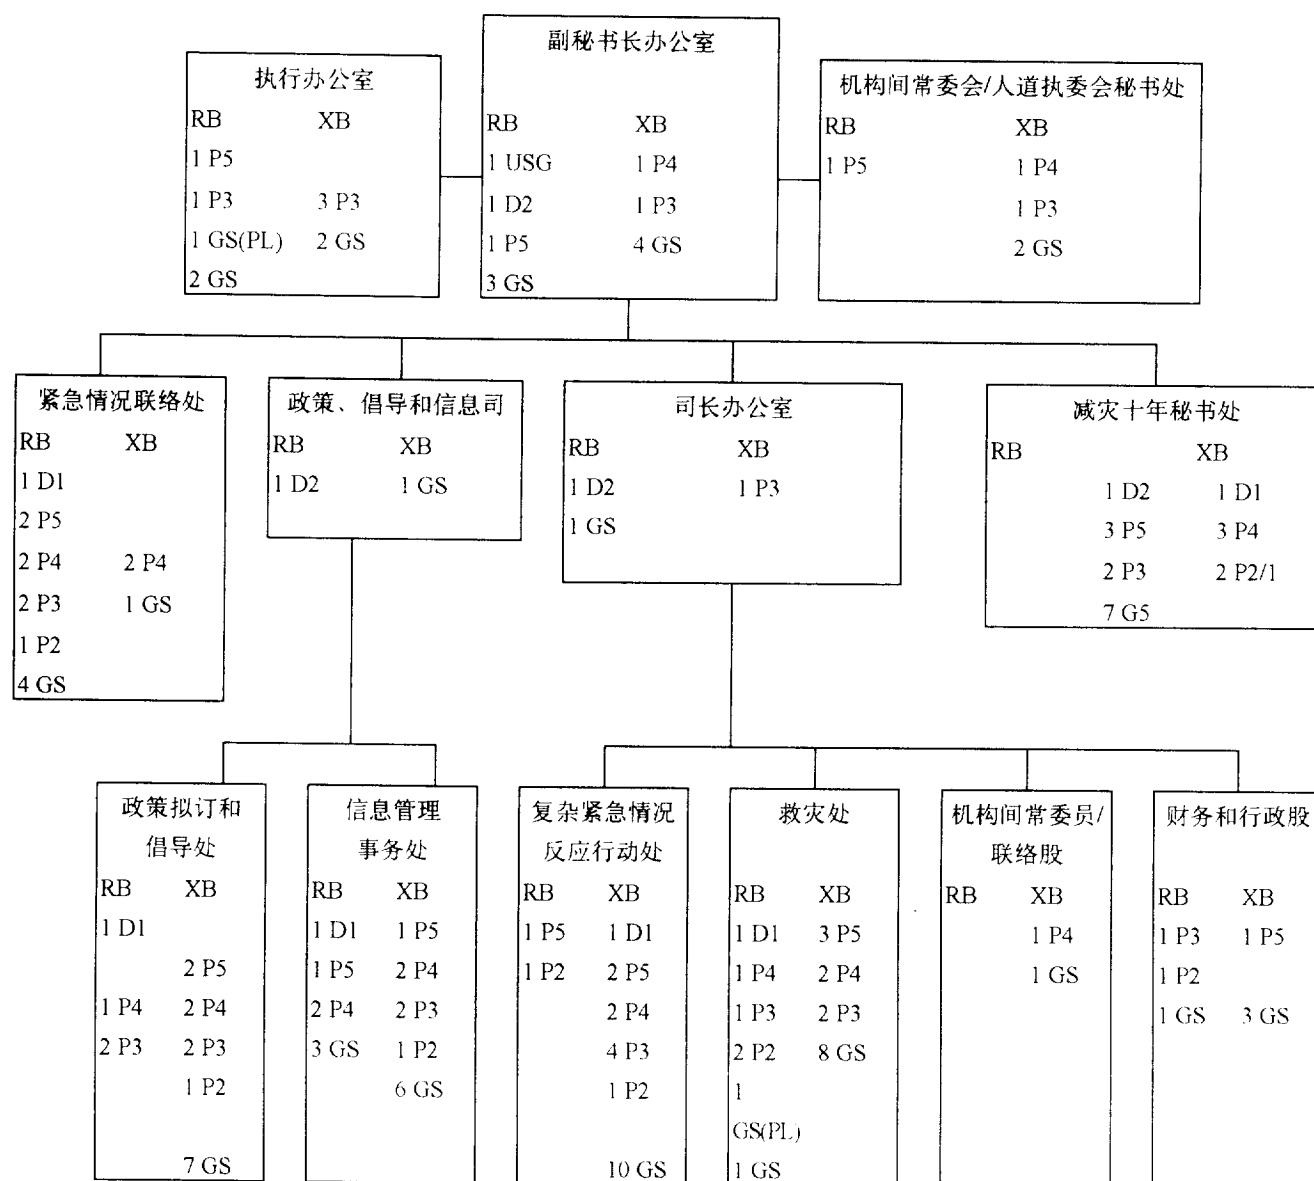 执行办公室
RB XB
1 P5
1 P3 3 P3
1 GS(PL) 2 GS
2 GS
副秘书长办公室
RB XB
1 USG 1 P4
1 D2 1 P3
1 P5 4 GS
3 GS
机构间常委会/人道执委会秘书处
RB XB
1 P5 1 P4
1 P3
2 GS
紧急情况联络处
RB XB
1 D1
2 P5
2 P4 2 P4
2 P3 1 GS
1 P2
4 GS
政策、倡导和信息司
RB XB
1 D2 1 GS
司长办公室
RB XB
1 D2 1 P3
1 GS
减灾十年秘书处
RB XB
1 D2 1 D1
3 P5 3 P4
2 P3 2 P2/1
7 G5
政策拟订和
倡导处
RB XB
1 D1
2 P5
1 P4 2 P4
2 P3 2 P3
1 P2
7 GS
信息管理
事务处
RB XB
1 D1 1 P5
1 P5 2 P4
2 P4 2 P3
3 GS 1 P2
6 GS
复杂紧急情况
反应行动处
RB XB
1 P5 1 D1
1 P2 2 P5
2 P4
4 P3
1 P2
10 GS
救灾处
RB XB
1 D1 3 P5
1 P4 2 P4
1 P3 2 P3
2 P2 8 GS
1
GS(PL)
1 GS
机构间常委员/
联络股
RB XB
1 P4
1 GS
财务和行政股
RB XB
1 P3 1 P5
1 P2
1 GS 3 GS